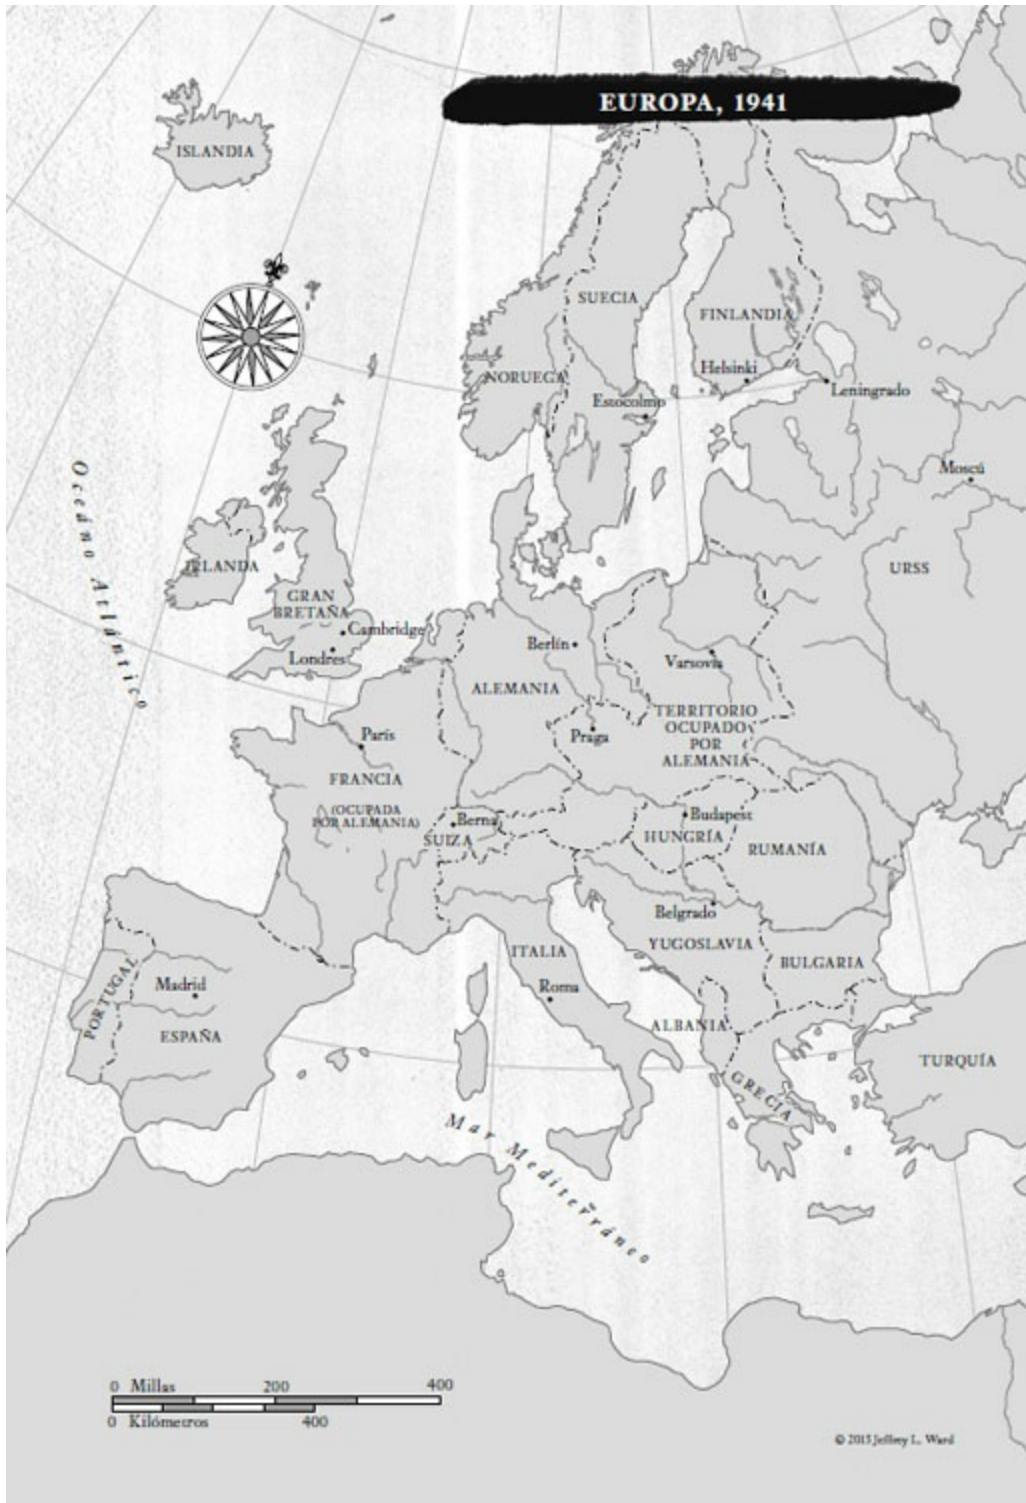 EUROPA, 1941
ISLANDIA
SUECIA
FINLANDIA
NORUEGA
Helsinki
Estocolmo
Leningrado
Moscú
Océano Atlántico
IRLANDA
URSS
GRAN
BRETAÑA
Cambridge
Londres
Berlín
Varsovia
ALEMANIA
TERRITORIO
OCUPADO
POR
ALEMANIA
París
Praga
FRANCIA
(OCUPADA
POR ALEMANIA)
Berna
SUIZA
Budapest
HUNGRÍA
RUMANÍA
Belgrado
YUGOSLAVIA
ITALIA
BULGARIA
PORTUGAL
Madrid
Roma
ESPAÑA
ALBANIA
TURQUÍA
GRECIA
Mar Mediterráneo
0 Millas 200 400
0 Kilómetros 400
© 2015 Jeffrey L. Ward